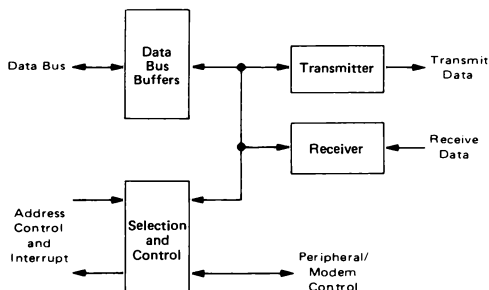 Data Bus
Data
Bus
Buffers
Transmitter
Transmit
Data
Receiver
Receive
Data
Address
Control
and
Interrupt
Selection
and
Control
Peripheral/
Modem
Control